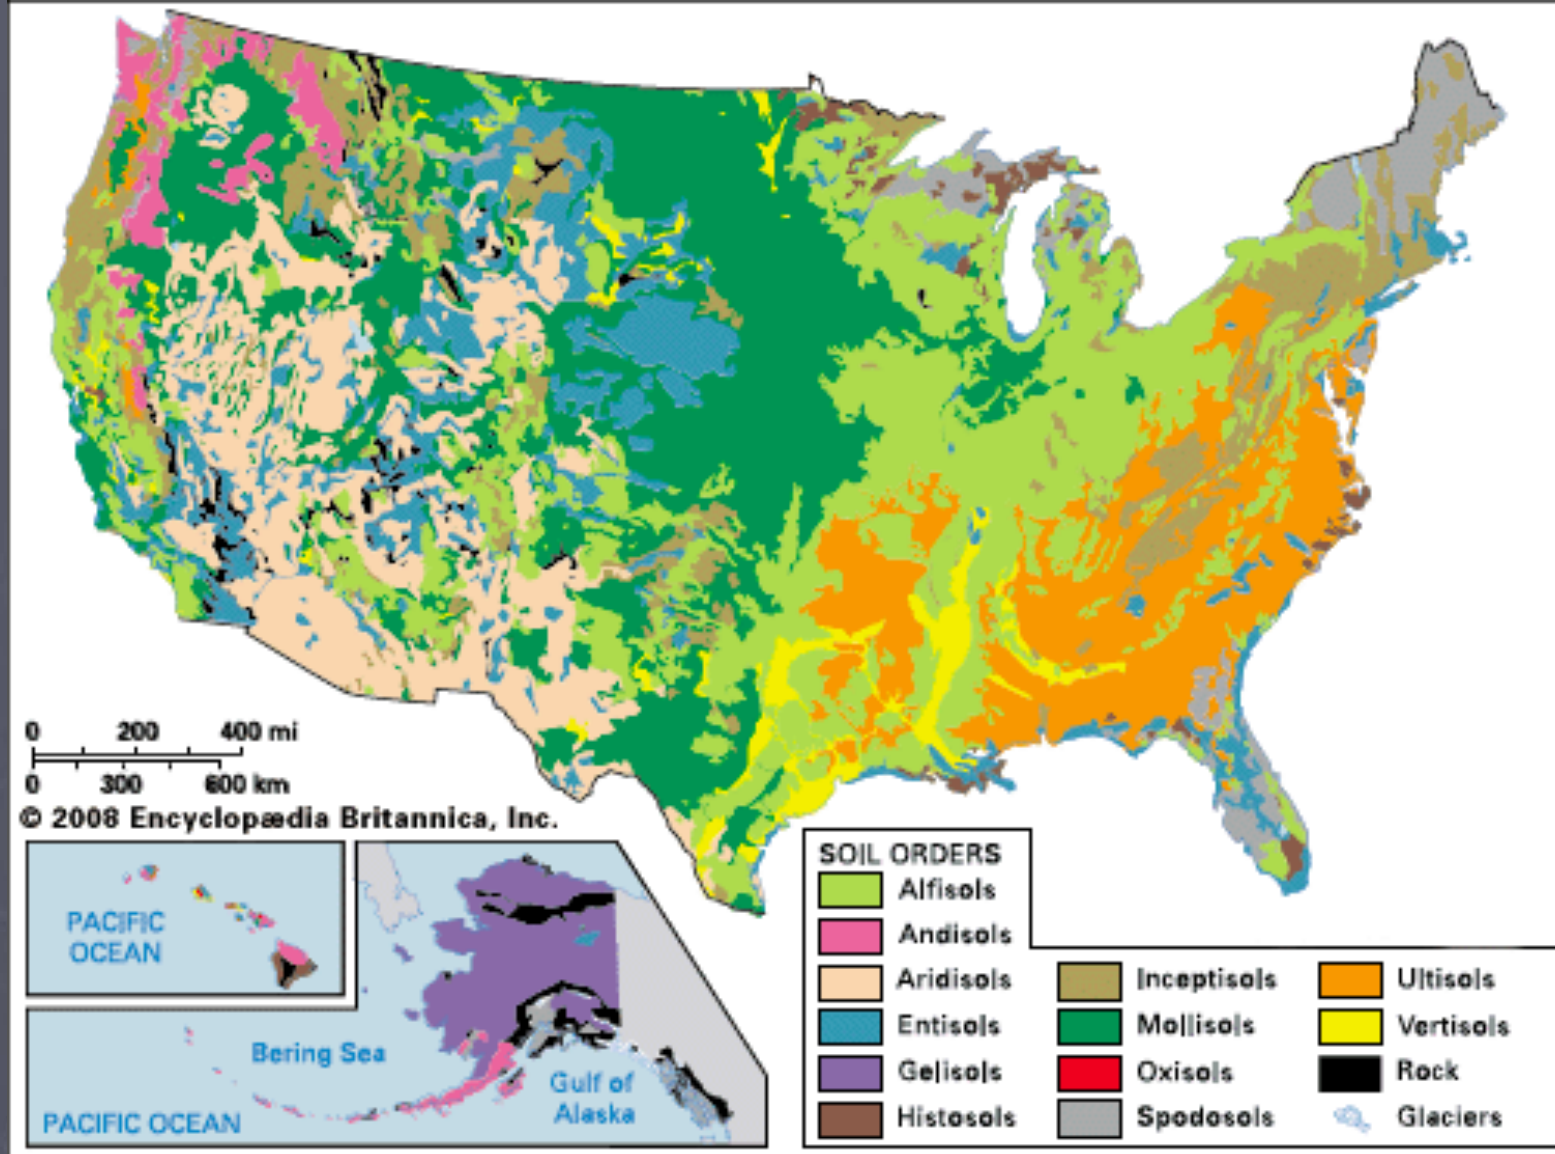 0 200 400 mi
0 300 600 km
© 2008 Encyclopædia Britannica, Inc.
PACIFIC
OCEAN
Bering Sea
Gulf of
Alaska
PACIFIC OCEAN
SOIL ORDERS
Alfisols
Andisols
Aridisols
Entisols
Gelisols
Histosols
Inceptisols
Mollisols
Oxisols
Spodosols
Ultisols
Vertisols
Rock
Glaciers